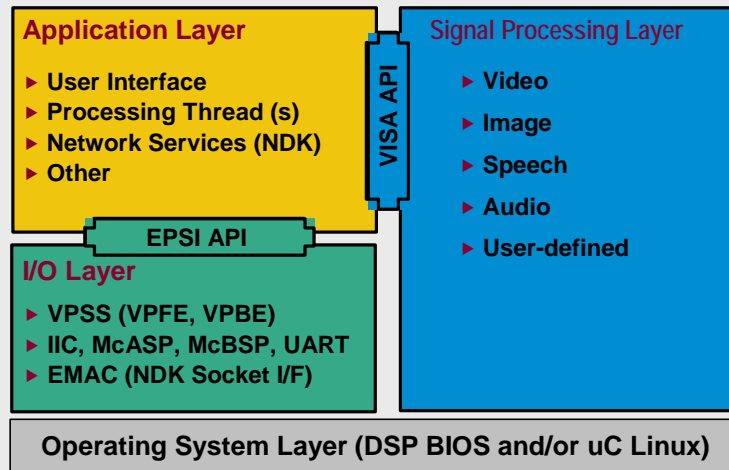 Application Layer
▶ User Interface
▶ Processing Thread (s)
▶ Network Services (NDK)
▶ Other
VISA API
Signal Processing Layer
▶ Video
▶ Image
▶ Speech
▶ Audio
▶ User-defined
EPSI API
I/O Layer
▶ VPSS (VPFE, VPBE)
▶ IIC, McASP, McBSP, UART
▶ EMAC (NDK Socket I/F)
Operating System Layer (DSP BIOS and/or uC Linux)